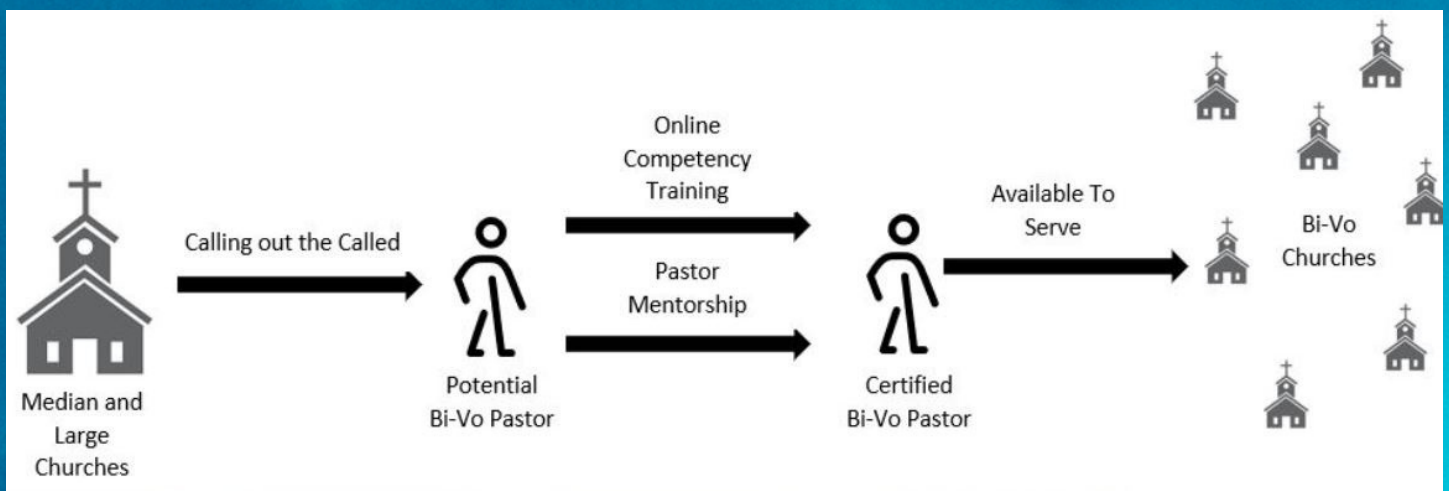 Median and
Large
Churches
Calling out the Called
Potential
Bi-Vo Pastor
Online
Competency
Training
Pastor
Mentorship
Certified
Bi-Vo Pastor
Available To
Serve
Bi-Vo
Churches